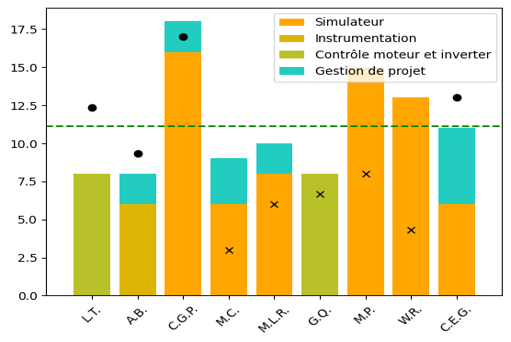 Simulateur
Instrumentation
Contrôle moteur et inverter
Gestion de projet
17.5
15.0
12.5
10.0
7.5
5.0
2.5
0.0
L.T.
A.B.
C.G.P.
M.C.
M.L.R.
G.Q.
M.P.
W.R.
C.E.G.